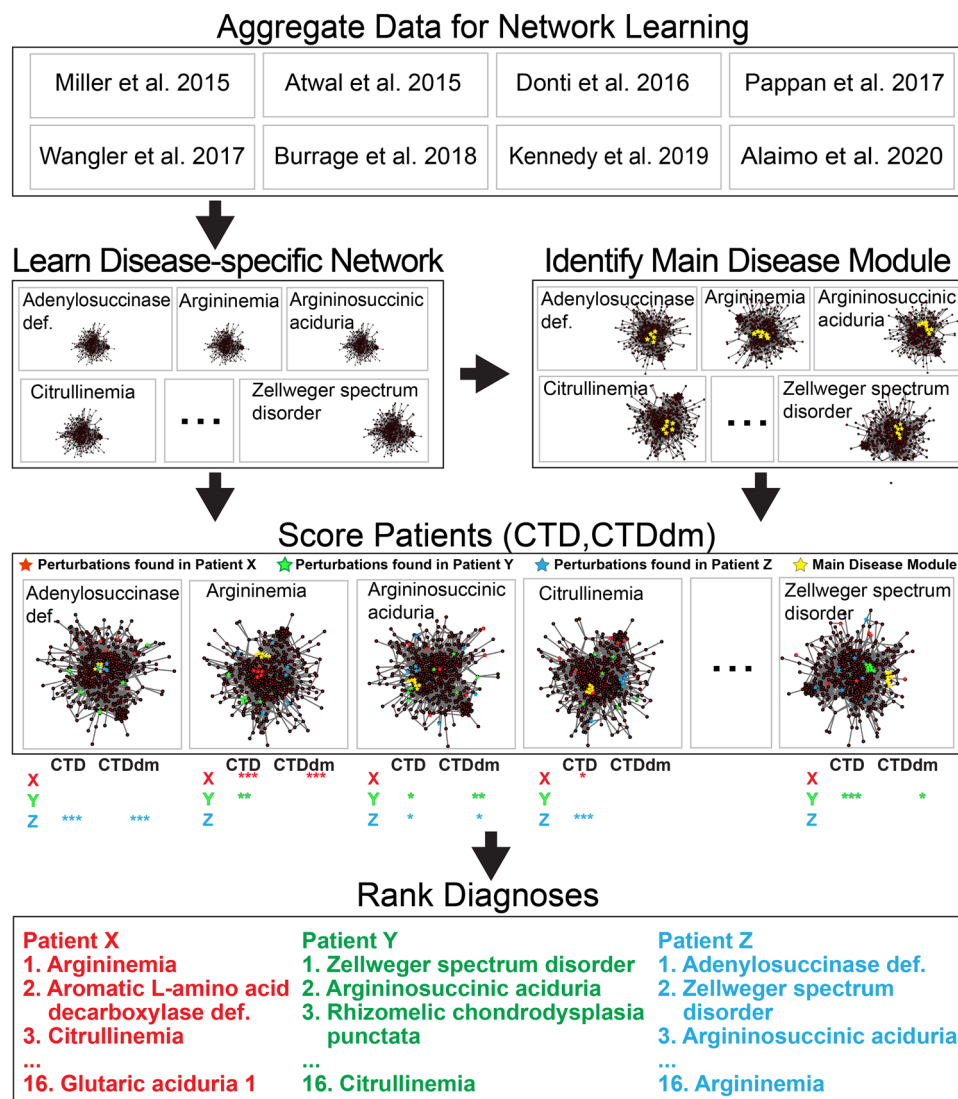 Aggregate Data for Network Learning
Miller et al. 2015
Atwal et al. 2015
Donti et al. 2016
Pappan et al. 2017
Wangler et al. 2017
Burrage et al. 2018
Kennedy et al. 2019
Alaimo et al. 2020
Learn Disease-specific Network
Adenylosuccinase
def.
Argininemia
Argininosuccinic
aciduria
Citrullinemia
...
Zellweger spectrum
disorder
Identify Main Disease Module
Adenylosuccinase
def.
Argininemia
Argininosuccinic
aciduria
Citrullinemia
...
Zellweger spectrum
disorder
Score Patients (CTD,CTDdm)
Perturbations found in Patient X
Perturbations found in Patient Y
Perturbations found in Patient Z
Main Disease Module
Adenylosuccinase
def.
Argininemia
Argininosuccinic
aciduria
Citrullinemia
...
Zellweger spectrum
disorder
CTD CTDdm
X
Y
Z *** ***
CTD CTDdm
X *** ***
Y **
Z
CTD CTDdm
X
Y * **
Z * *
CTD CTDdm
X *
Y
Z ***
CTD CTDdm
X
Y *** *
Z
Rank Diagnoses
Patient X
1. Argininemia
2. Aromatic L-amino acid
decarboxylase def.
3. Citrullinemia
...
16. Glutaric aciduria 1
Patient Y
1. Zellweger spectrum disorder
2. Argininosuccinic aciduria
3. Rhizomelic chondrodysplasia
punctata
...
16. Citrullinemia
Patient Z
1. Adenylosuccinase def.
2. Zellweger spectrum
disorder
3. Argininosuccinic aciduria
...
16. Argininemia